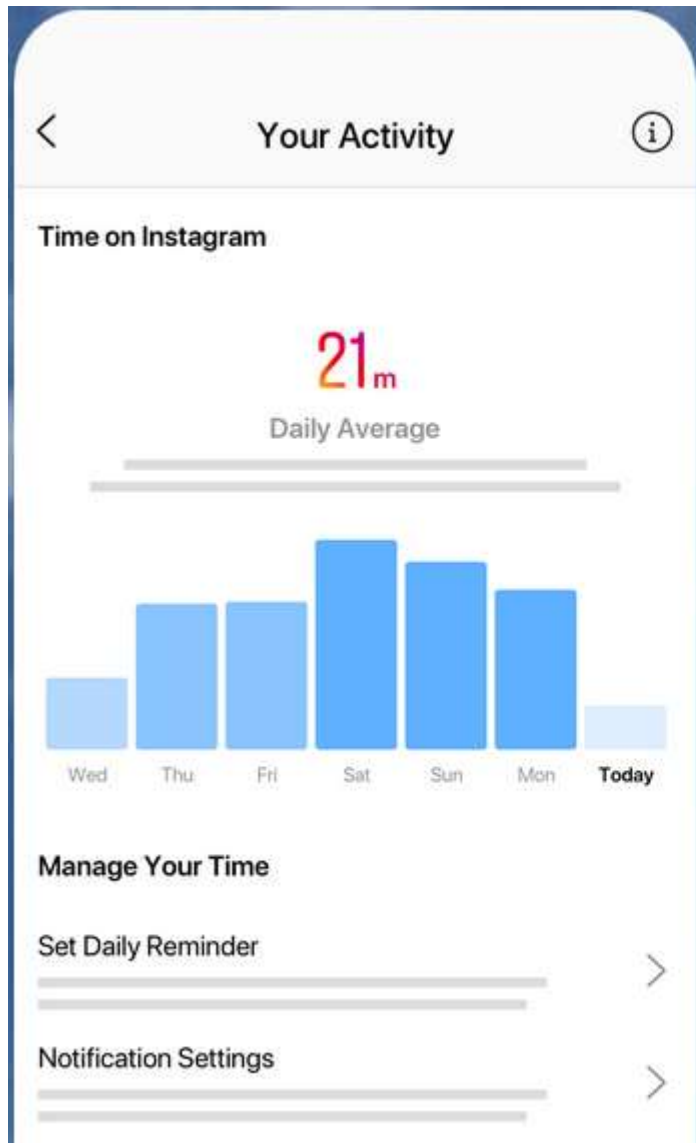 Your Activity
Time on Instagram
21m
Daily Average
Wed Thu Fri Sat Sun Mon Today
Manage Your Time
Set Daily Reminder
Notification Settings